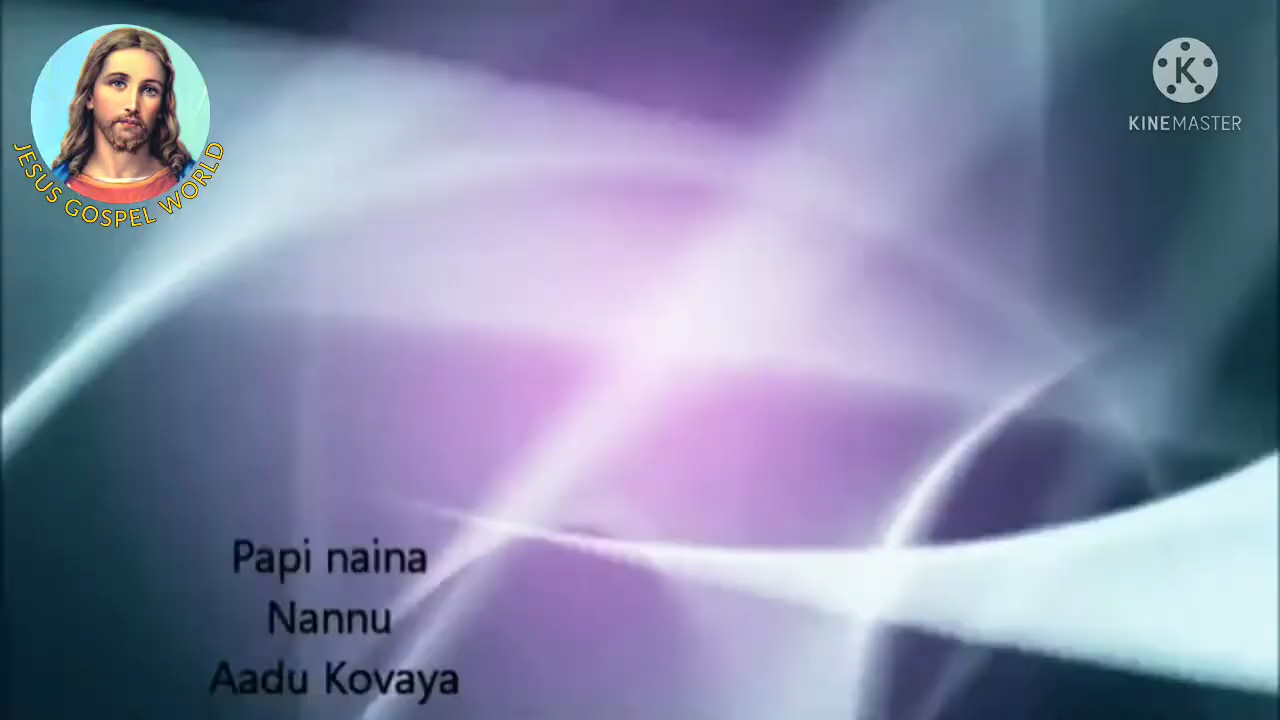 JESUS GOSPEL WORLD
K
KINEMASTER
Papi naina
Nannu
Aadu Kovaya